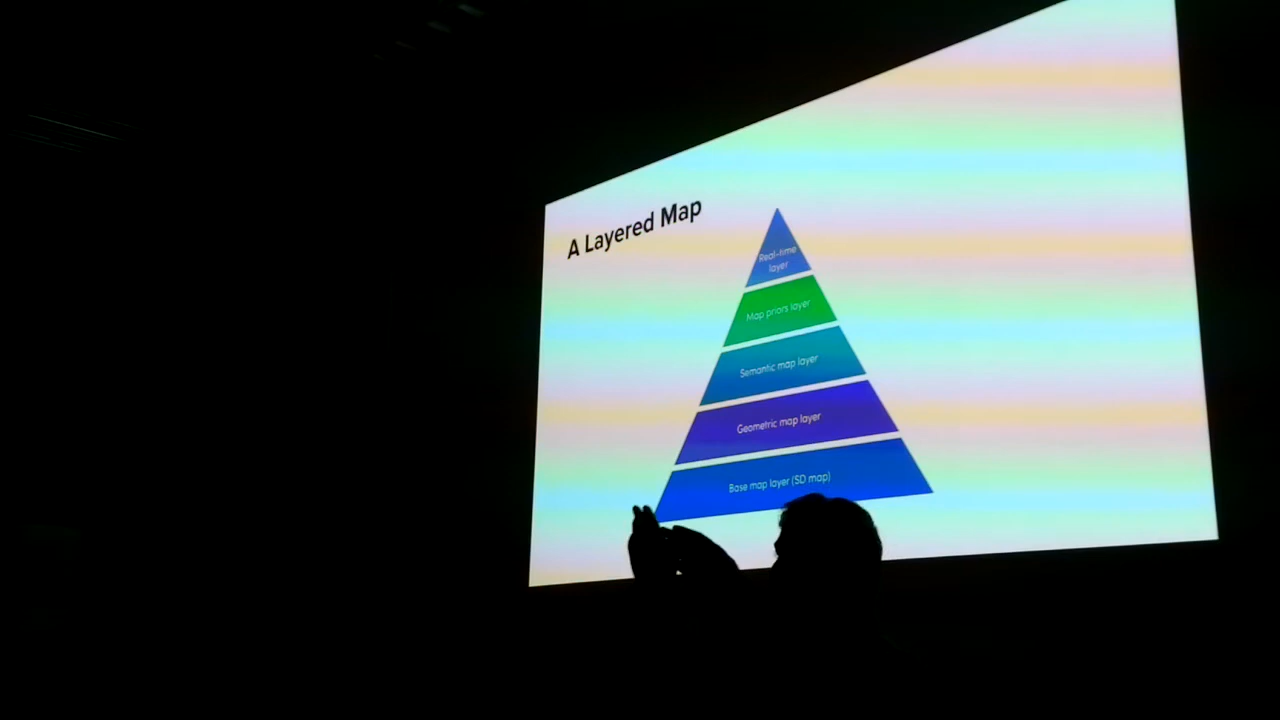 A Layered Map
Real-time
layer
Map priors layer
Semantic map layer
Geometric map layer
Base map layer (SD map)